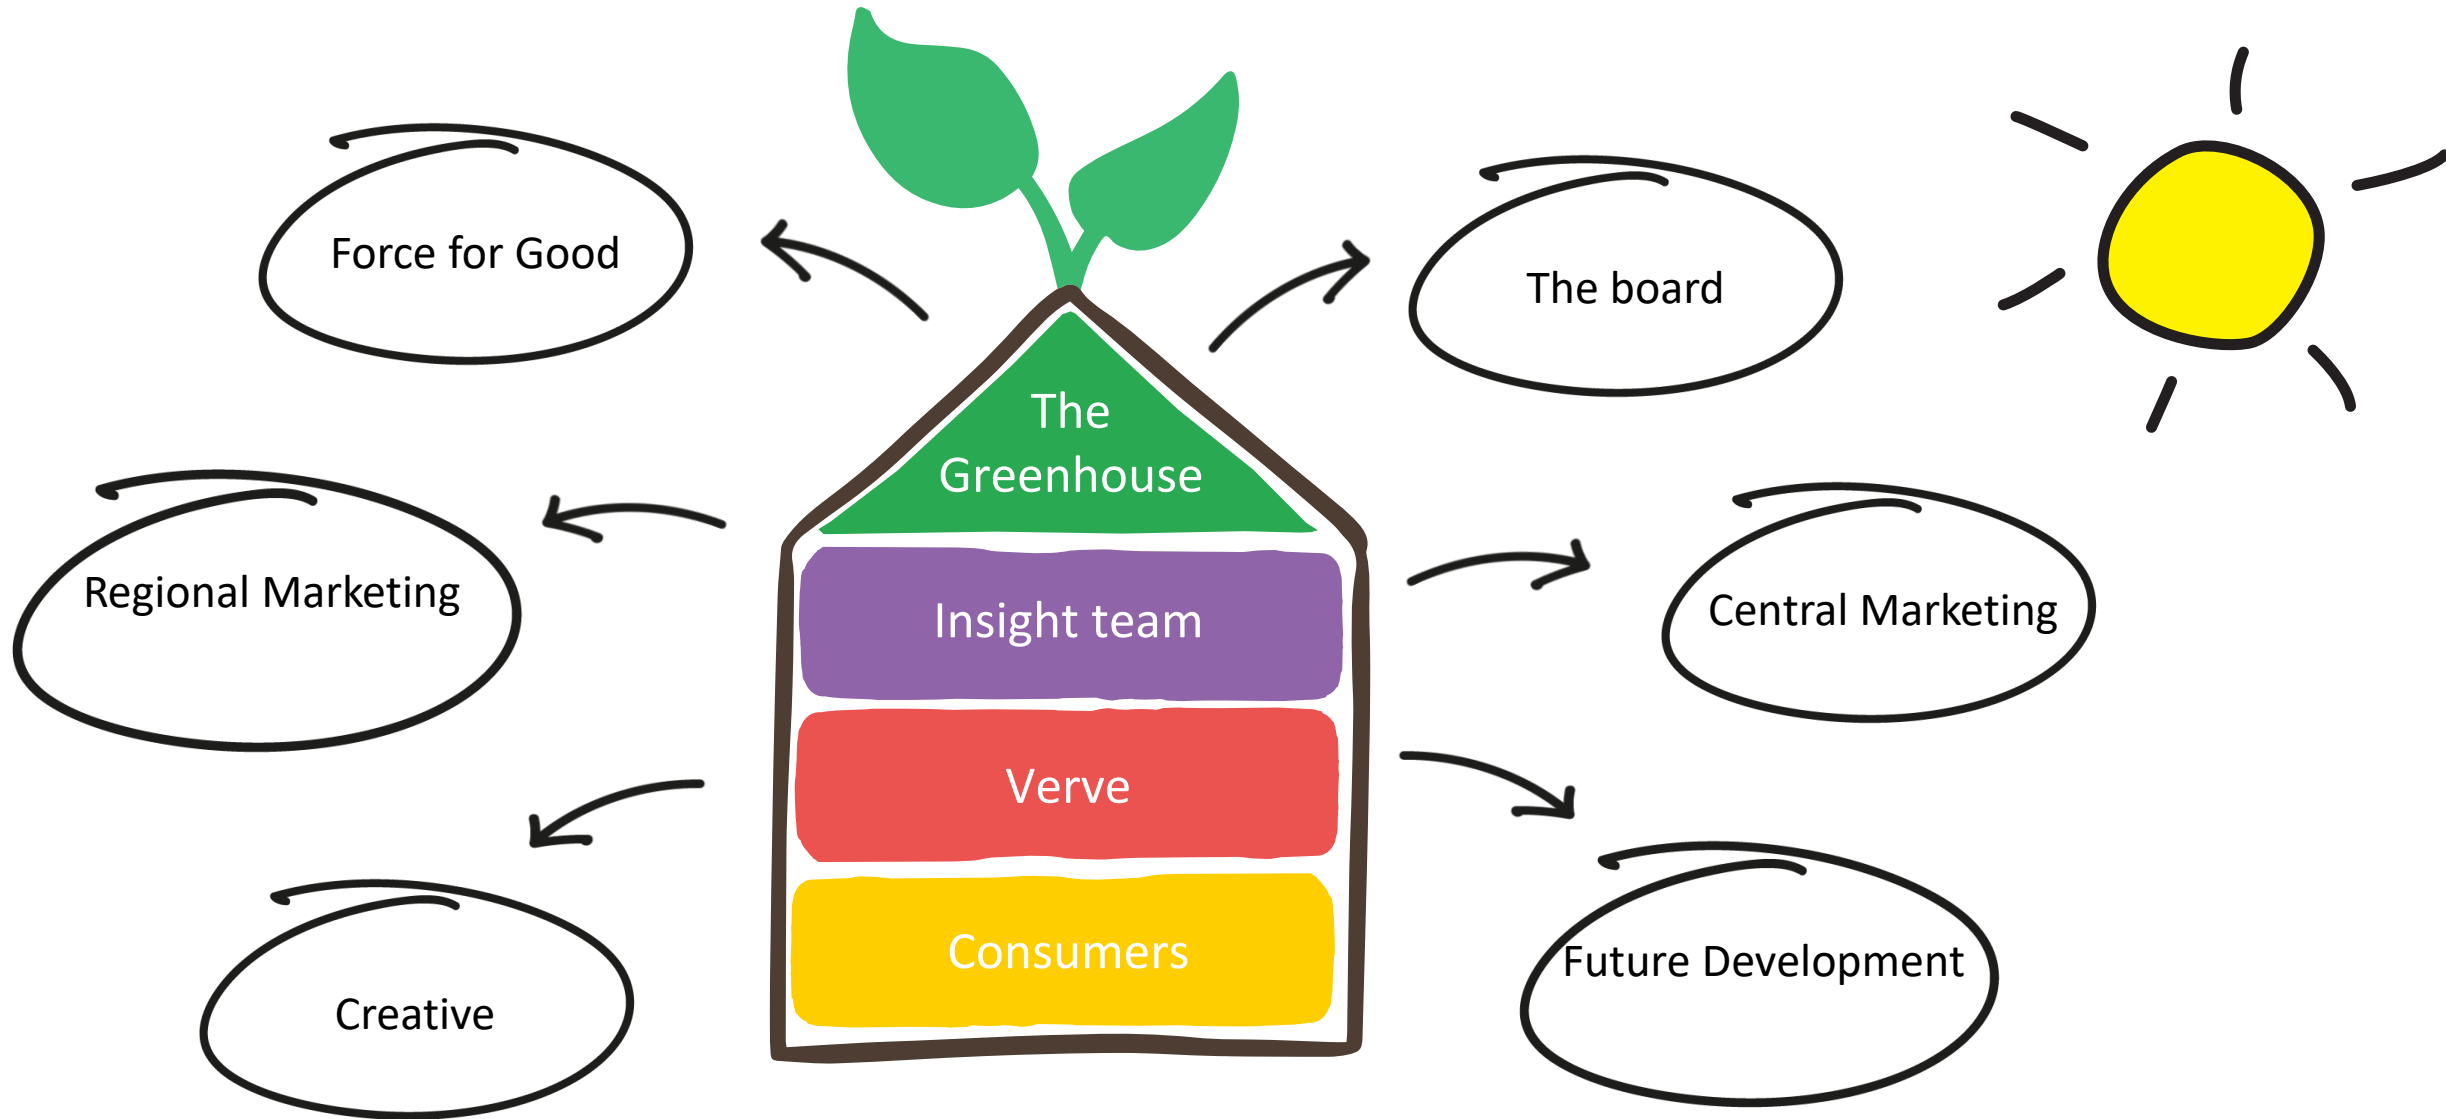 Force for Good
The board
The
Greenhouse
Regional Marketing
Insight team
Central Marketing
Verve
Consumers
Future Development
Creative